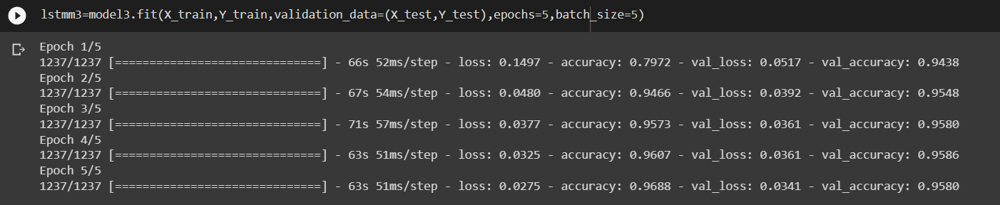 lstmm3=model3.fit(X_train,Y_train,validation_data=(X_test,Y_test),epochs=5,batch_size=5)
Epoch 1/5
1237/1237 [==============================] - 66s 52ms/step - loss: 0.1497 - accuracy: 0.7972 - val_loss: 0.0517 - val_accuracy: 0.9438
Epoch 2/5
1237/1237 [==============================] - 67s 54ms/step - loss: 0.0480 - accuracy: 0.9466 - val_loss: 0.0392 - val_accuracy: 0.9548
Epoch 3/5
1237/1237 [==============================] - 71s 57ms/step - loss: 0.0377 - accuracy: 0.9573 - val_loss: 0.0361 - val_accuracy: 0.9580
Epoch 4/5
1237/1237 [==============================] - 63s 51ms/step - loss: 0.0325 - accuracy: 0.9607 - val_loss: 0.0361 - val_accuracy: 0.9586
Epoch 5/5
1237/1237 [==============================] - 63s 51ms/step - loss: 0.0275 - accuracy: 0.9688 - val_loss: 0.0341 - val_accuracy: 0.9580